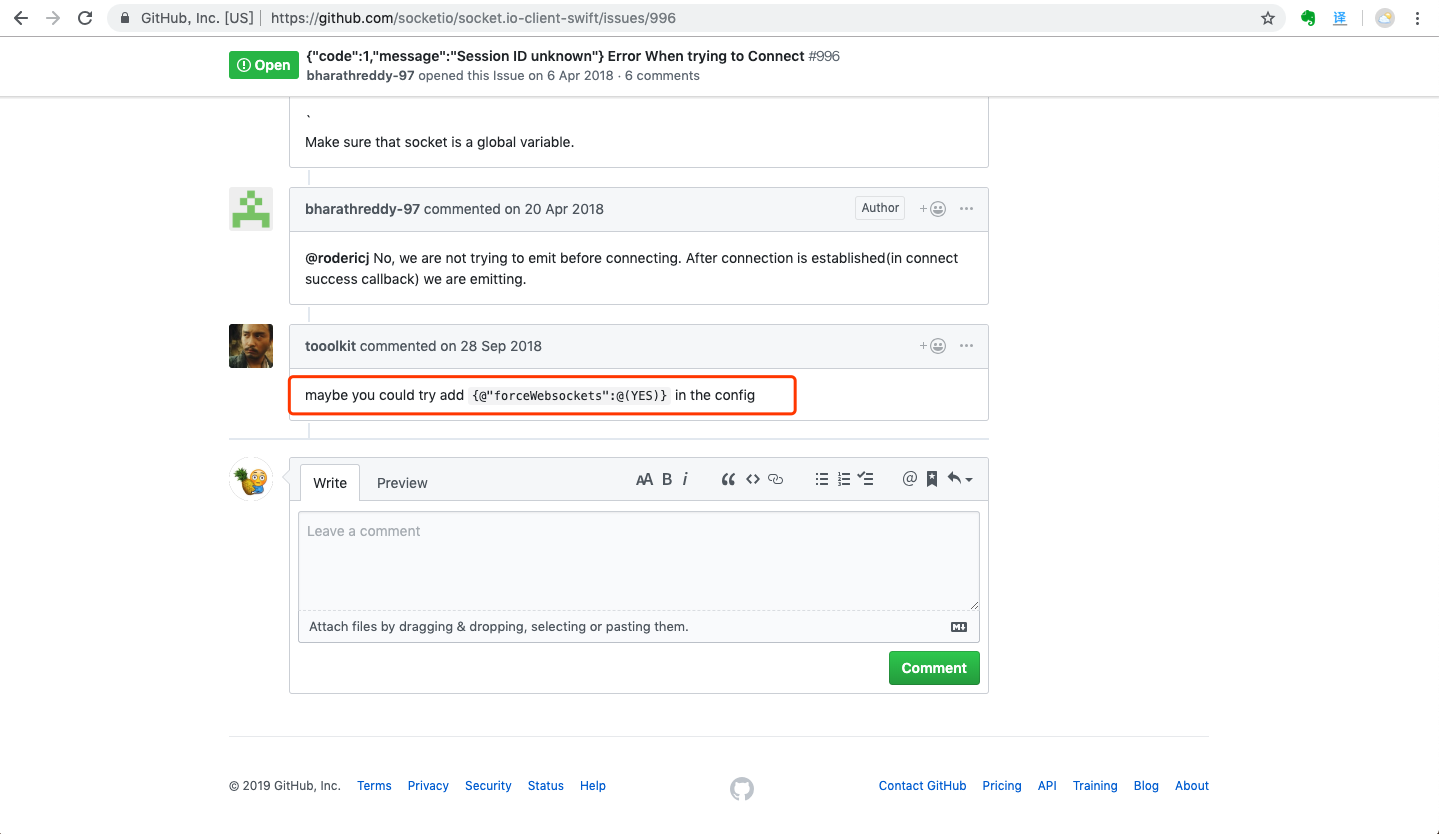 GitHub, Inc. [US] https://github.com/socketio/socket.io-client-swift/issues/996
译
Open
{"code":1,"message":"Session ID unknown"} Error When trying to Connect #996
bharathreddy-97 opened this Issue on 6 Apr 2018 · 6 comments
`
Make sure that socket is a global variable.
bharathreddy-97 commented on 20 Apr 2018
Author
@rodericj No, we are not trying to emit before connecting. After connection is established(in connect
success callback) we are emitting.
tooolkit commented on 28 Sep 2018
maybe you could try add {@"forceWebsockets":@(YES)} in the config
Write Preview
Leave a comment
Attach files by dragging & dropping, selecting or pasting them.
Comment
© 2019 GitHub, Inc. Terms Privacy Security Status Help Contact GitHub Pricing API Training Blog About